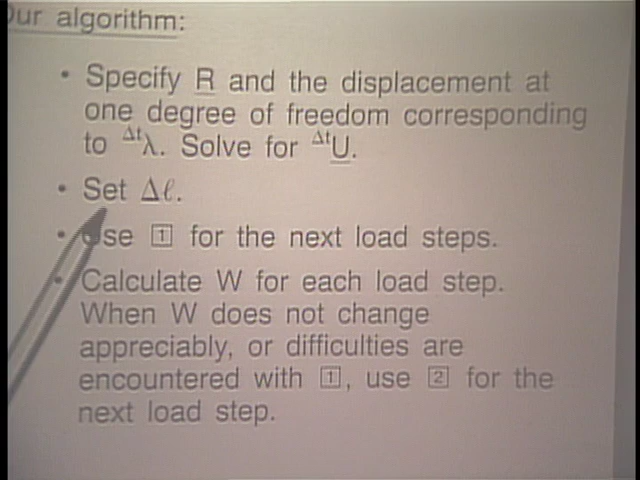 Our algorithm:
• Specify R and the displacement at
one degree of freedom corresponding
to Δtλ. Solve for ΔtU.
• Set Δℓ.
• Use 1 for the next load steps.
• Calculate W for each load step.
When W does not change
appreciably, or difficulties are
encountered with 1, use 2 for the
next load step.